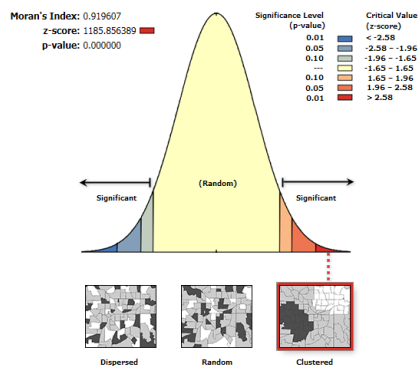 Moran's Index: 0.919607
z-score: 1185.856389
p-value: 0.000000
Significance Level
(p-value)
Critical Value
(z-score)
0.01 < -2.58
0.05 -2.58 – -1.96
0.10 -1.96 – -1.65
--- -1.65 – 1.65
0.10 1.65 – 1.96
0.05 1.96 – 2.58
0.01 > 2.58
(Random)
Significant
Significant
Dispersed
Random
Clustered